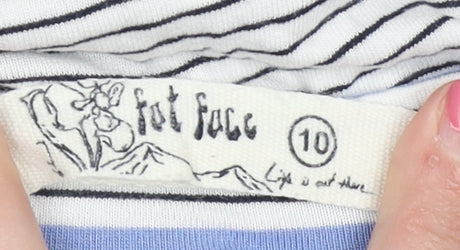 fat face
10
Life is out there